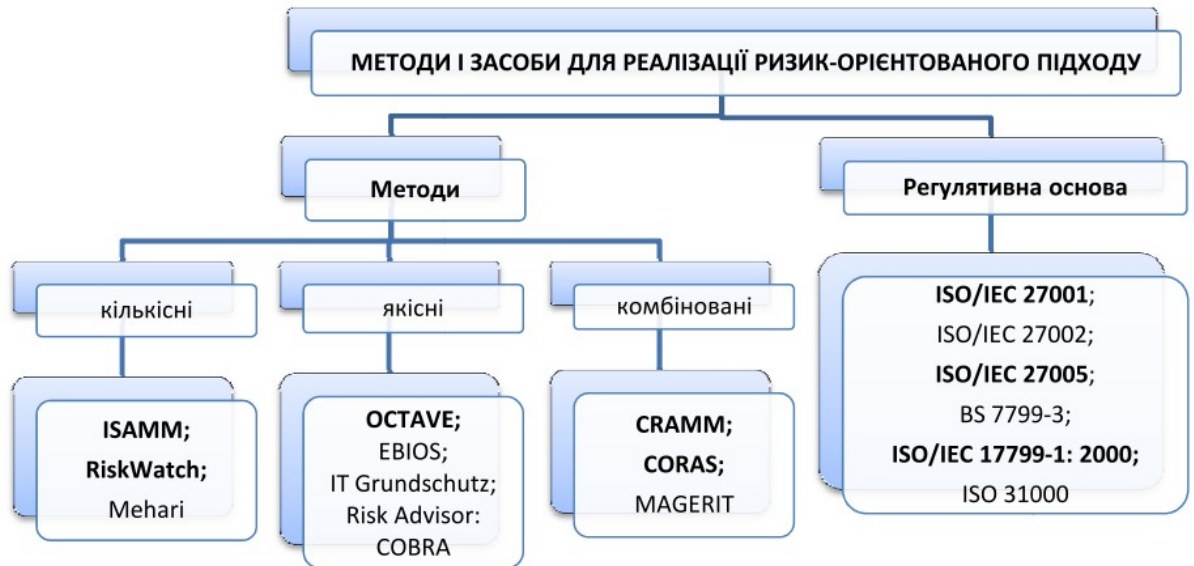 МЕТОДИ І ЗАСОБИ ДЛЯ РЕАЛІЗАЦІЇ РИЗИК-ОРІЄНТОВАНОГО ПІДХОДУ
Методи
Регулятивна основа
кількісні
якісні
комбіновані
ISAMM;
RiskWatch;
Mehari
OCTAVE;
EBIOS;
IT Grundschutz;
Risk Advisor:
COBRA
CRAMM;
CORAS;
MAGERIT
ISO/IEC 27001;
ISO/IEC 27002;
ISO/IEC 27005;
BS 7799-3;
ISO/IEC 17799-1: 2000;
ISO 31000